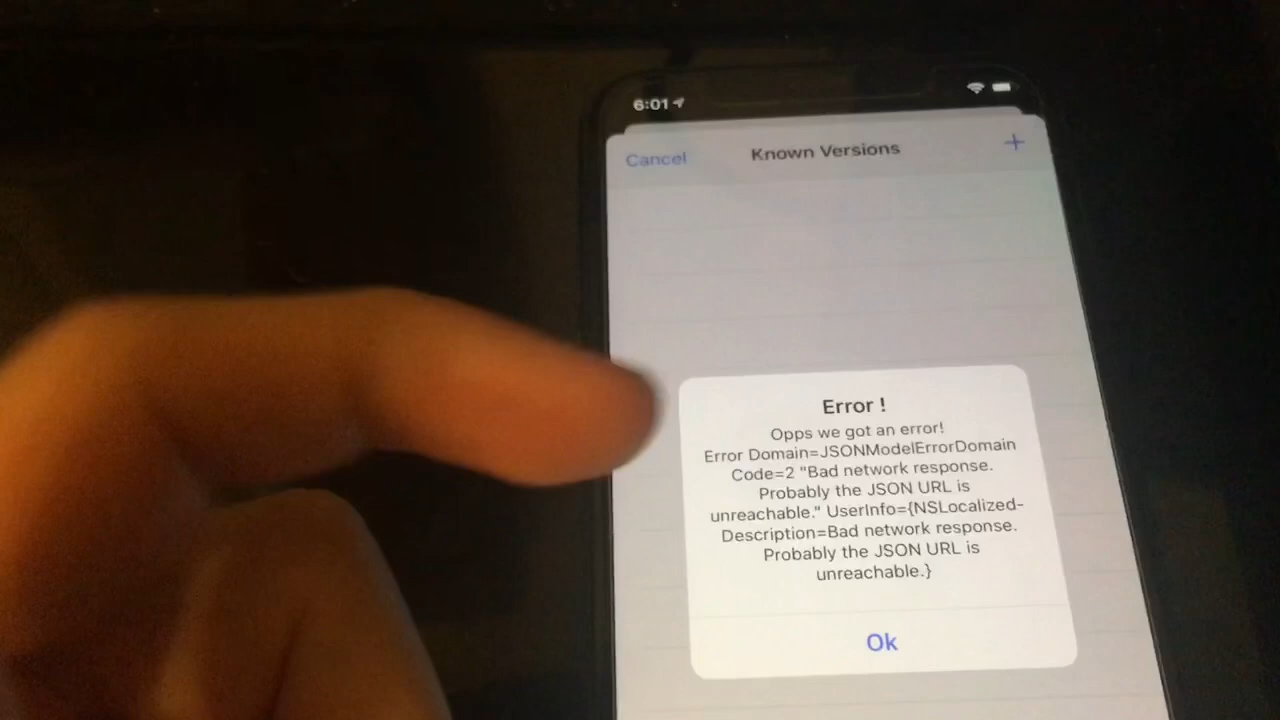 6:01
Cancel
Known Versions
+
Error !
Opps we got an error!
Error Domain=JSONModelErrorDomain
Code=2 "Bad network response.
Probably the JSON URL is
unreachable." UserInfo={NSLocalized-
Description=Bad network response.
Probably the JSON URL is
unreachable.}
Ok